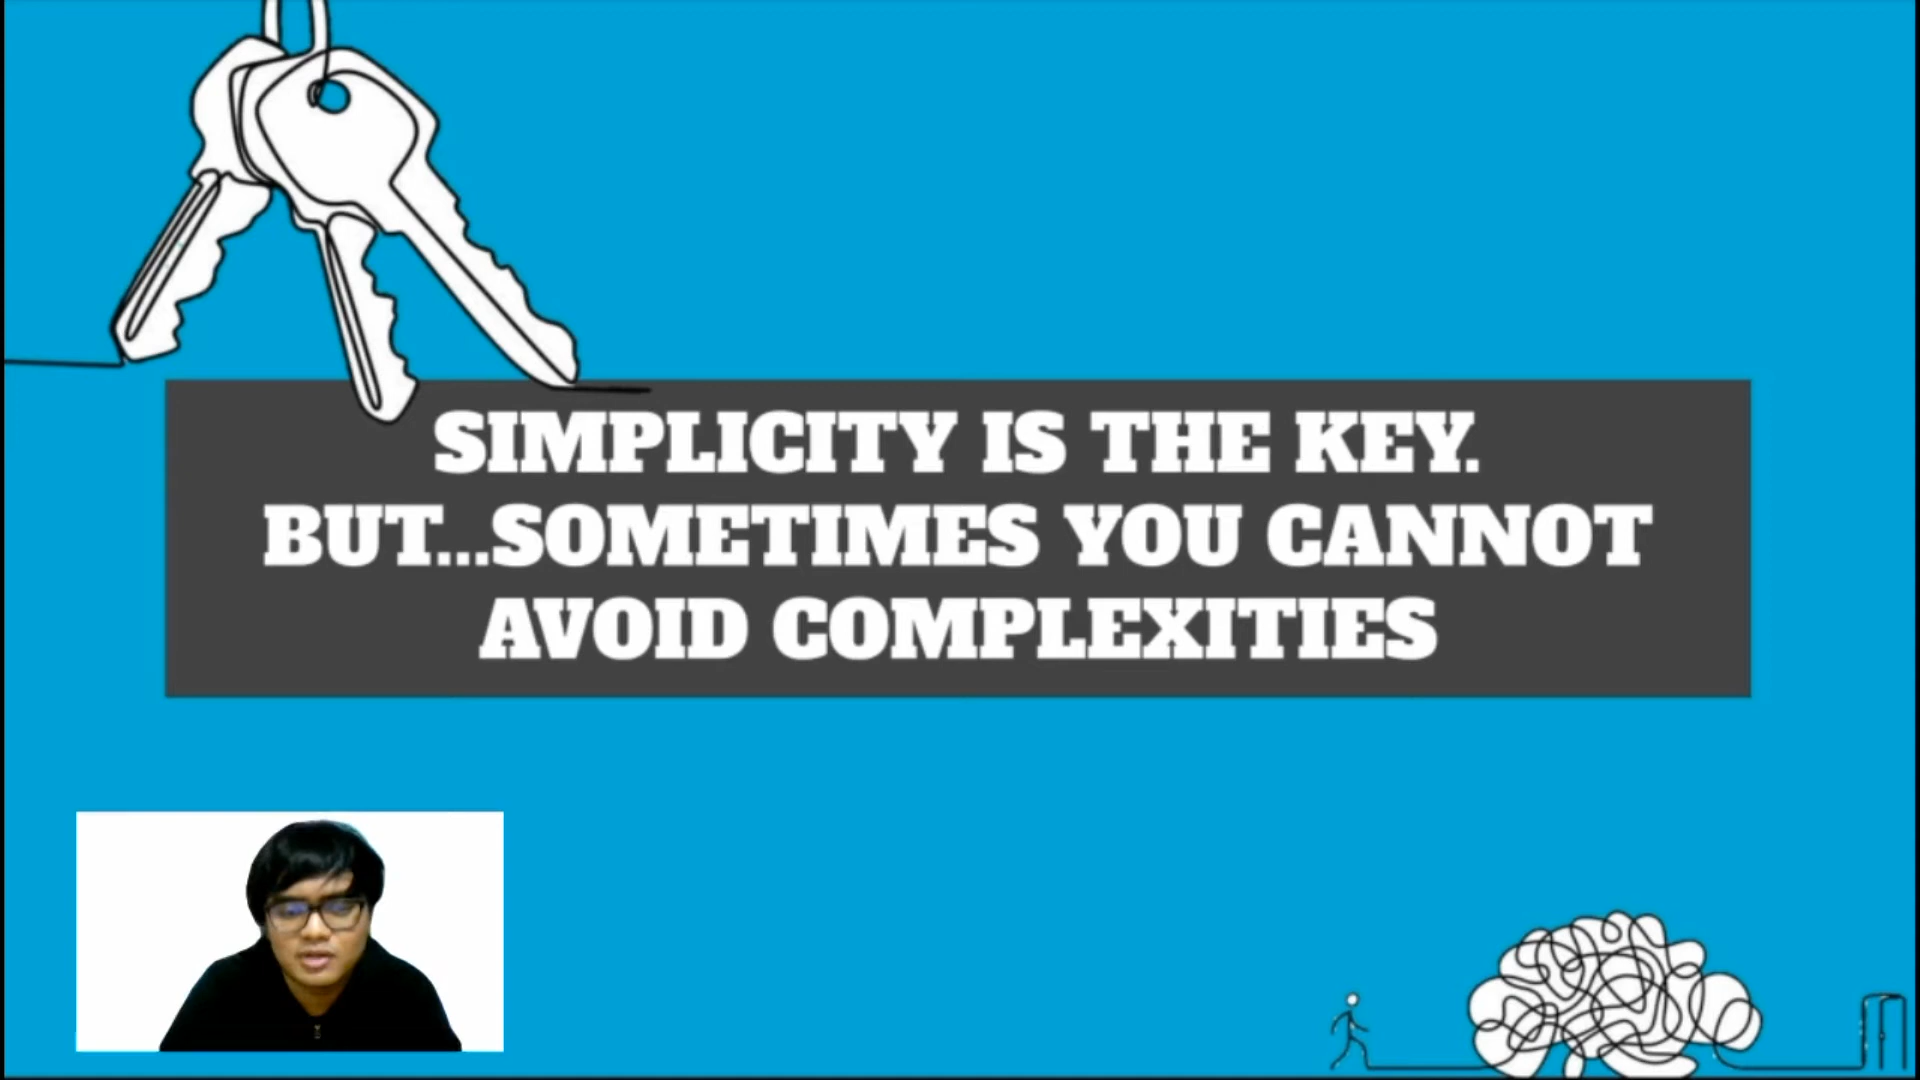 SIMPLICITY IS THE KEY.
BUT...SOMETIMES YOU CANNOT
AVOID COMPLEXITIES